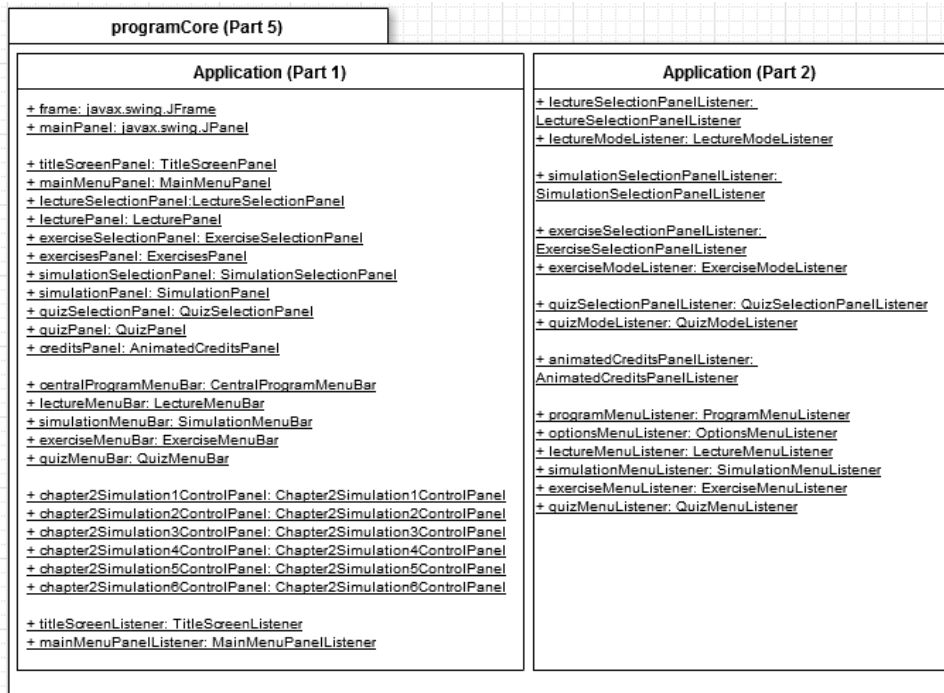 programCore (Part 5)
Application (Part 1)
+ frame: javax.swing.JFrame
+ mainPanel: javax.swing.JPanel
+ titleScreenPanel: TitleScreenPanel
+ mainMenuPanel: MainMenuPanel
+ lectureSelectionPanel:LectureSelectionPanel
+ lecturePanel: LecturePanel
+ exerciseSelectionPanel: ExerciseSelectionPanel
+ exercisesPanel: ExercisesPanel
+ simulationSelectionPanel: SimulationSelectionPanel
+ simulationPanel: SimulationPanel
+ quizSelectionPanel: QuizSelectionPanel
+ quizPanel: QuizPanel
+ creditsPanel: AnimatedCreditsPanel
+ centralProgramMenuBar: CentralProgramMenuBar
+ lectureMenuBar: LectureMenuBar
+ simulationMenuBar: SimulationMenuBar
+ exerciseMenuBar: ExerciseMenuBar
+ quizMenuBar: QuizMenuBar
+ chapter2Simulation1ControlPanel: Chapter2Simulation1ControlPanel
+ chapter2Simulation2ControlPanel: Chapter2Simulation2ControlPanel
+ chapter2Simulation3ControlPanel: Chapter2Simulation3ControlPanel
+ chapter2Simulation4ControlPanel: Chapter2Simulation4ControlPanel
+ chapter2Simulation5ControlPanel: Chapter2Simulation5ControlPanel
+ chapter2Simulation6ControlPanel: Chapter2Simulation6ControlPanel
+ titleScreenListener: TitleScreenListener
+ mainMenuPanelListener: MainMenuPanelListener
Application (Part 2)
+ lectureSelectionPanelListener:
LectureSelectionPanelListener
+ lectureModeListener: LectureModeListener
+ simulationSelectionPanelListener:
SimulationSelectionPanelListener
+ exerciseSelectionPanelListener:
ExerciseSelectionPanelListener
+ exerciseModeListener: ExerciseModeListener
+ quizSelectionPanelListener: QuizSelectionPanelListener
+ quizModeListener: QuizModeListener
+ animatedCreditsPanelListener:
AnimatedCreditsPanelListener
+ programMenuListener: ProgramMenuListener
+ optionsMenuListener: OptionsMenuListener
+ lectureMenuListener: LectureMenuListener
+ simulationMenuListener: SimulationMenuListener
+ exerciseMenuListener: ExerciseMenuListener
+ quizMenuListener: QuizMenuListener